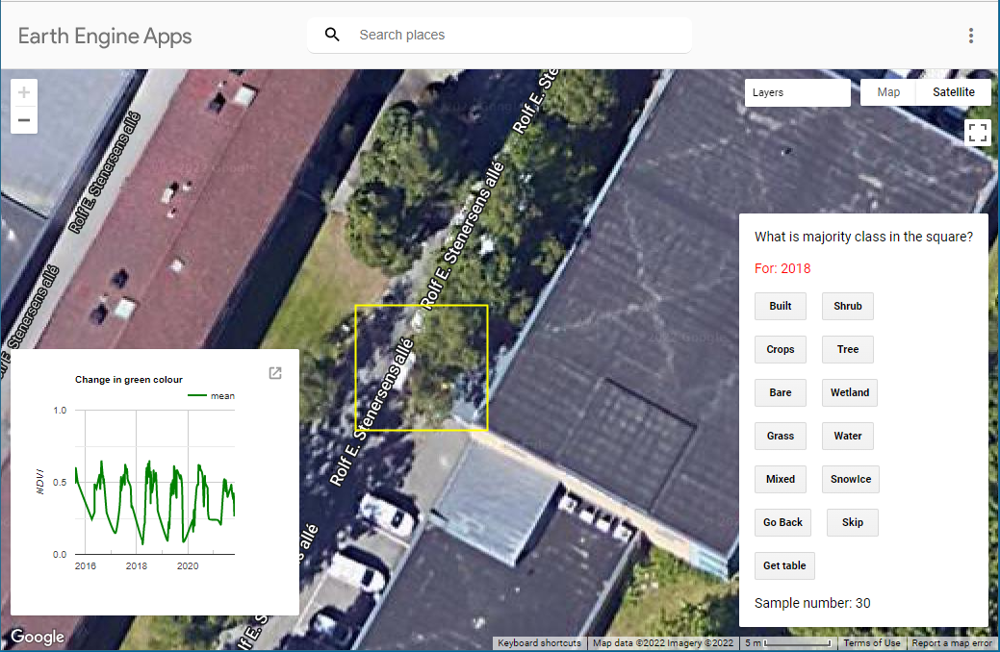 Earth Engine Apps
Search places
Layers
Map
Satellite
Rolf E. Ste
Rolf E. Stenersens allé
Rolf E. Stenersens allé
Rolf E. Stenersens allé
Rolf E. Stenersens allé
s allé
lf E. S
What is majority class in the square?
For: 2018
Built
Shrub
Crops
Tree
Bare
Wetland
Grass
Water
Mixed
SnowIce
Go Back
Skip
Get table
Sample number: 30
Change in green colour
mean
1.0
NDVI
0.5
0.0
2016
2018
2020
Google
Keyboard shortcuts
Map data ©2022 Imagery ©2022
5 m
Terms of Use
Report a map error